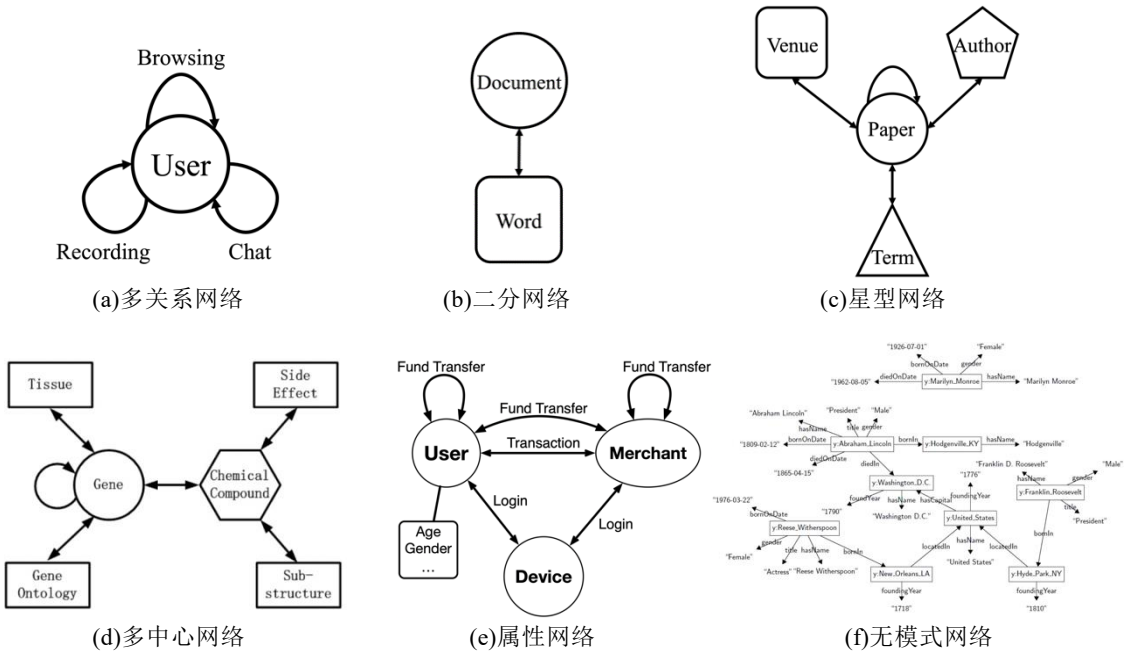 Browsing
User
Recording
Chat
(a)多关系网络
Document
Word
(b)二分网络
Venue
Author
Paper
Term
(c)星型网络
Tissue
Side
Effect
Gene
Chemical
Compound
Gene
Ontology
Sub-
structure
(d)多中心网络
Fund Transfer
Fund Transfer
Fund Transfer
User
Transaction
Merchant
Login
Login
Age
Gender
...
Device
(e)属性网络
"1926-07-01"
"Female"
bornOnDate
gender
"1962-08-05"
diedOnDate
y:Marilyn_Monroe
hasName
"Marilyn Monroe"
"Abraham Lincoln"
"President"
"Male"
hasName
title
gender
"1809-02-12"
bornOnDate
y:Abraham_Lincoln
bornIn
y:Hodgenville,KY
hasName
"Hodgenville"
diedOnDate
"1865-04-15"
diedIn
"Franklin D. Roosevelt"
"Male"
hasName
gender
y:Washington_D.C.
"1776"
y:Franklin_Roosevelt
"1976-03-22"
foundYear
hasCapital
foundingYear
title
bornOnDate
"1790"
hasName
y:United_States
"President"
y:Reese_Witherspoon
"Washington D.C."
gender
title
hasName
bornIn
locatedIn
hasName
locatedIn
bornIn
"Female"
"Actress"
"Reese Witherspoon"
"United States"
y:New_Orleans,LA
y:Hyde_Park,NY
foundingYear
foundingYear
"1718"
"1810"
(f)无模式网络